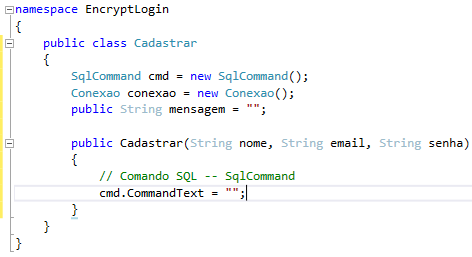 namespace EncryptLogin
{
    public class Cadastrar
    {
        SqlCommand cmd = new SqlCommand();
        Conexao conexao = new Conexao();
        public String mensagem = "";

        public Cadastrar(String nome, String email, String senha)
        {
            // Comando SQL -- SqlCommand
            cmd.CommandText = "";
        }
    }
}